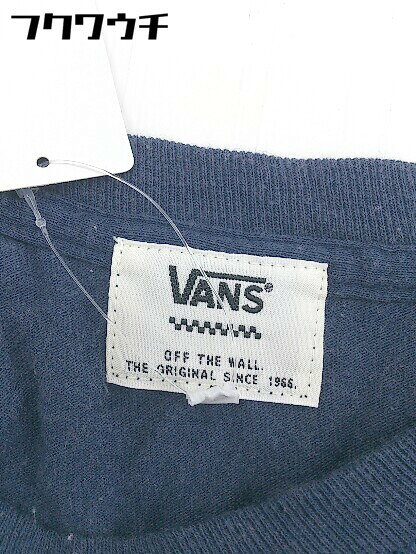 フクワウチ
VANS®
OFF THE WALL.
THE ORIGINAL SINCE 1966.